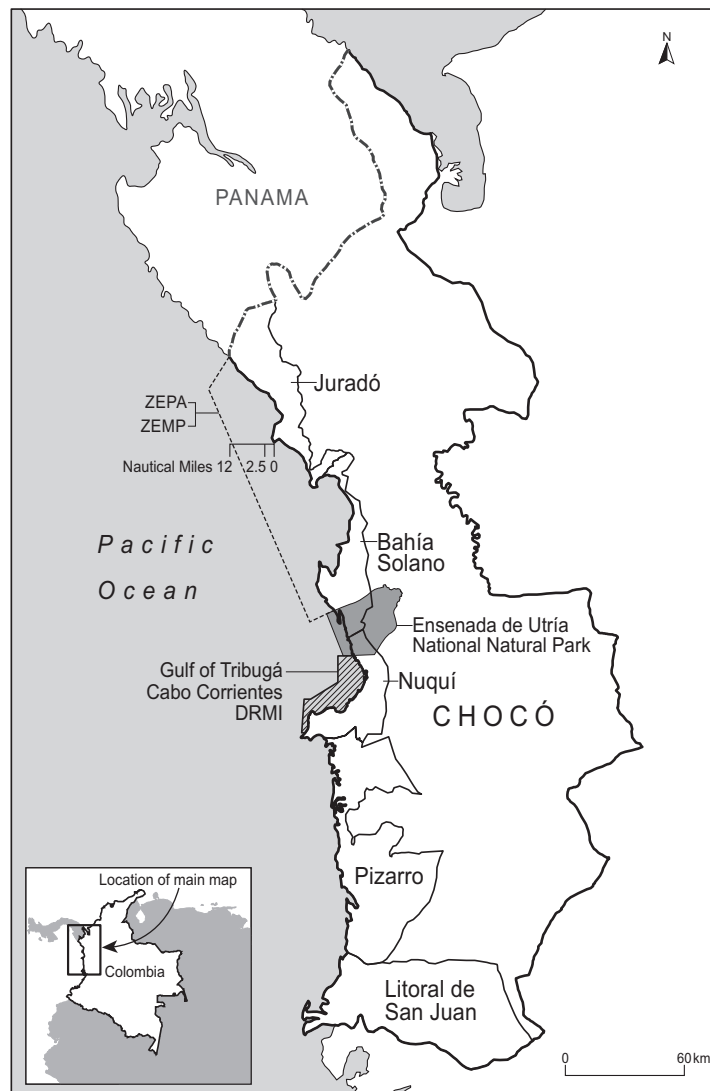 N
PANAMA
Juradó
ZEPA
ZEMP
Nautical Miles 12 2.5 0
Pacific
Ocean
Bahía
Solano
Ensenada de Utría
National Natural Park
Gulf of Tribugá
Cabo Corrientes
DRMI
Nuquí
CHOCÓ
Pizarro
Location of main map
Colombia
Litoral de
San Juan
0 60 km